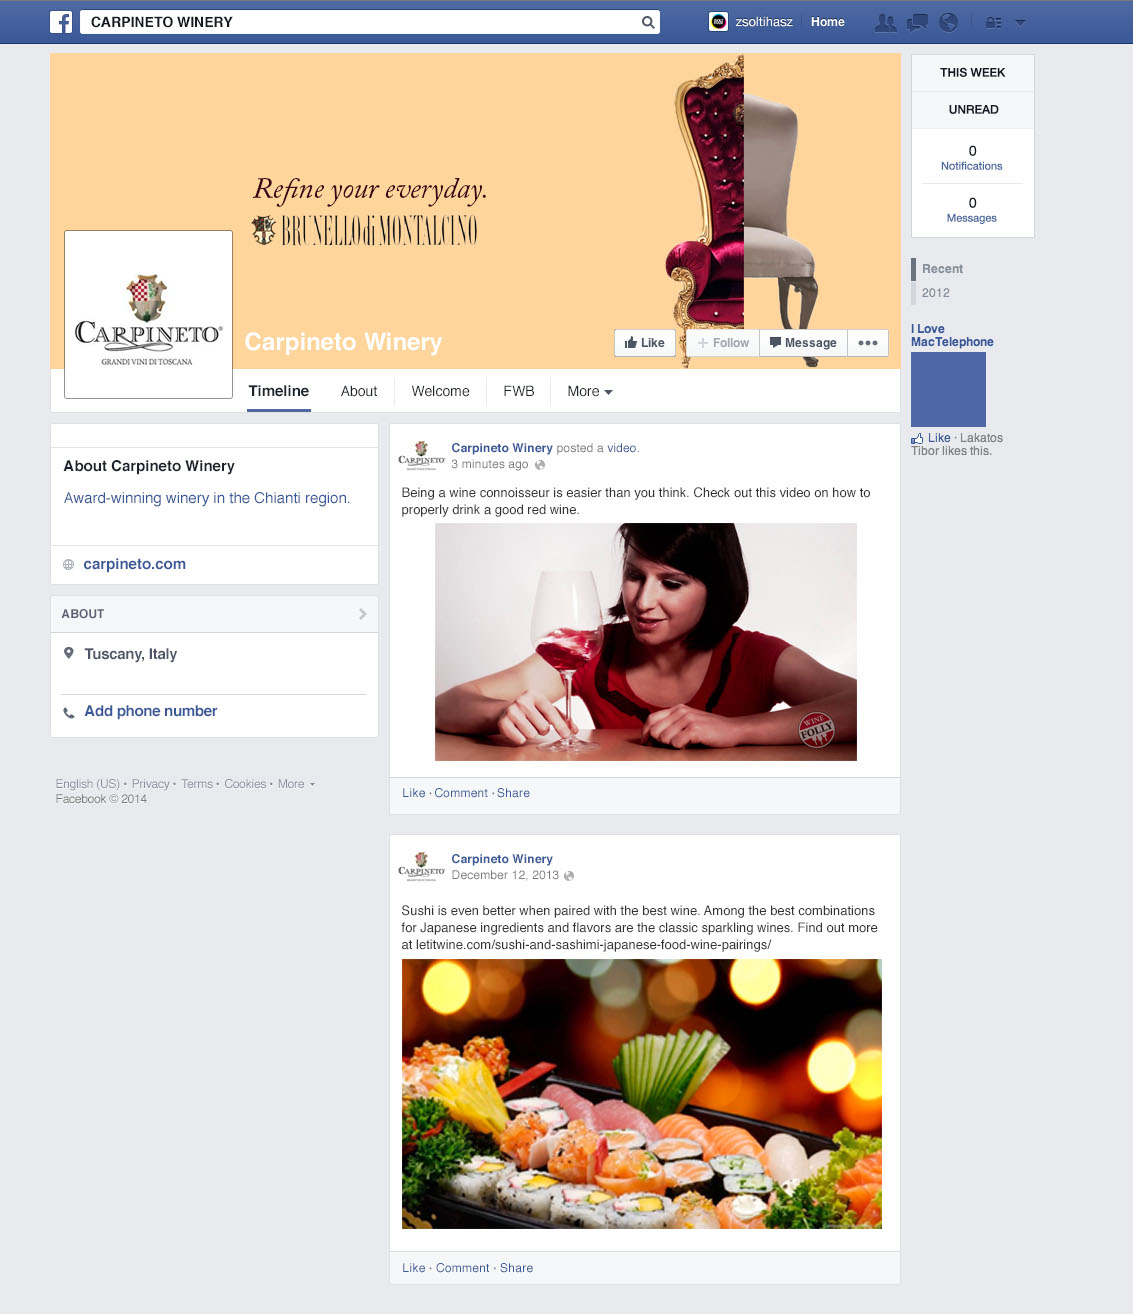 CARPINETO WINERY
zsoltihasz
Home
Refine your everyday.
BRUNELLO di MONTALCINO
CARPINETO®
GRANDI VINI DI TOSCANA
Carpineto Winery
Like
+ Follow
Message
Timeline
About
Welcome
FWB
More
THIS WEEK
UNREAD
0
Notifications
0
Messages
Recent
2012
I Love
MacTelephone
Like · Lakatos
Tibor likes this.
About Carpineto Winery
Award-winning winery in the Chianti region.
carpineto.com
ABOUT
Tuscany, Italy
Add phone number
English (US) • Privacy • Terms • Cookies • More
Facebook © 2014
CARPINETO
Carpineto Winery posted a video.
3 minutes ago
Being a wine connoisseur is easier than you think. Check out this video on how to
properly drink a good red wine.
WINE
FOLLY
Like · Comment · Share
CARPINETO
Carpineto Winery
December 12, 2013
Sushi is even better when paired with the best wine. Among the best combinations
for Japanese ingredients and flavors are the classic sparkling wines. Find out more
at letitwine.com/sushi-and-sashimi-japanese-food-wine-pairings/
Like · Comment · Share